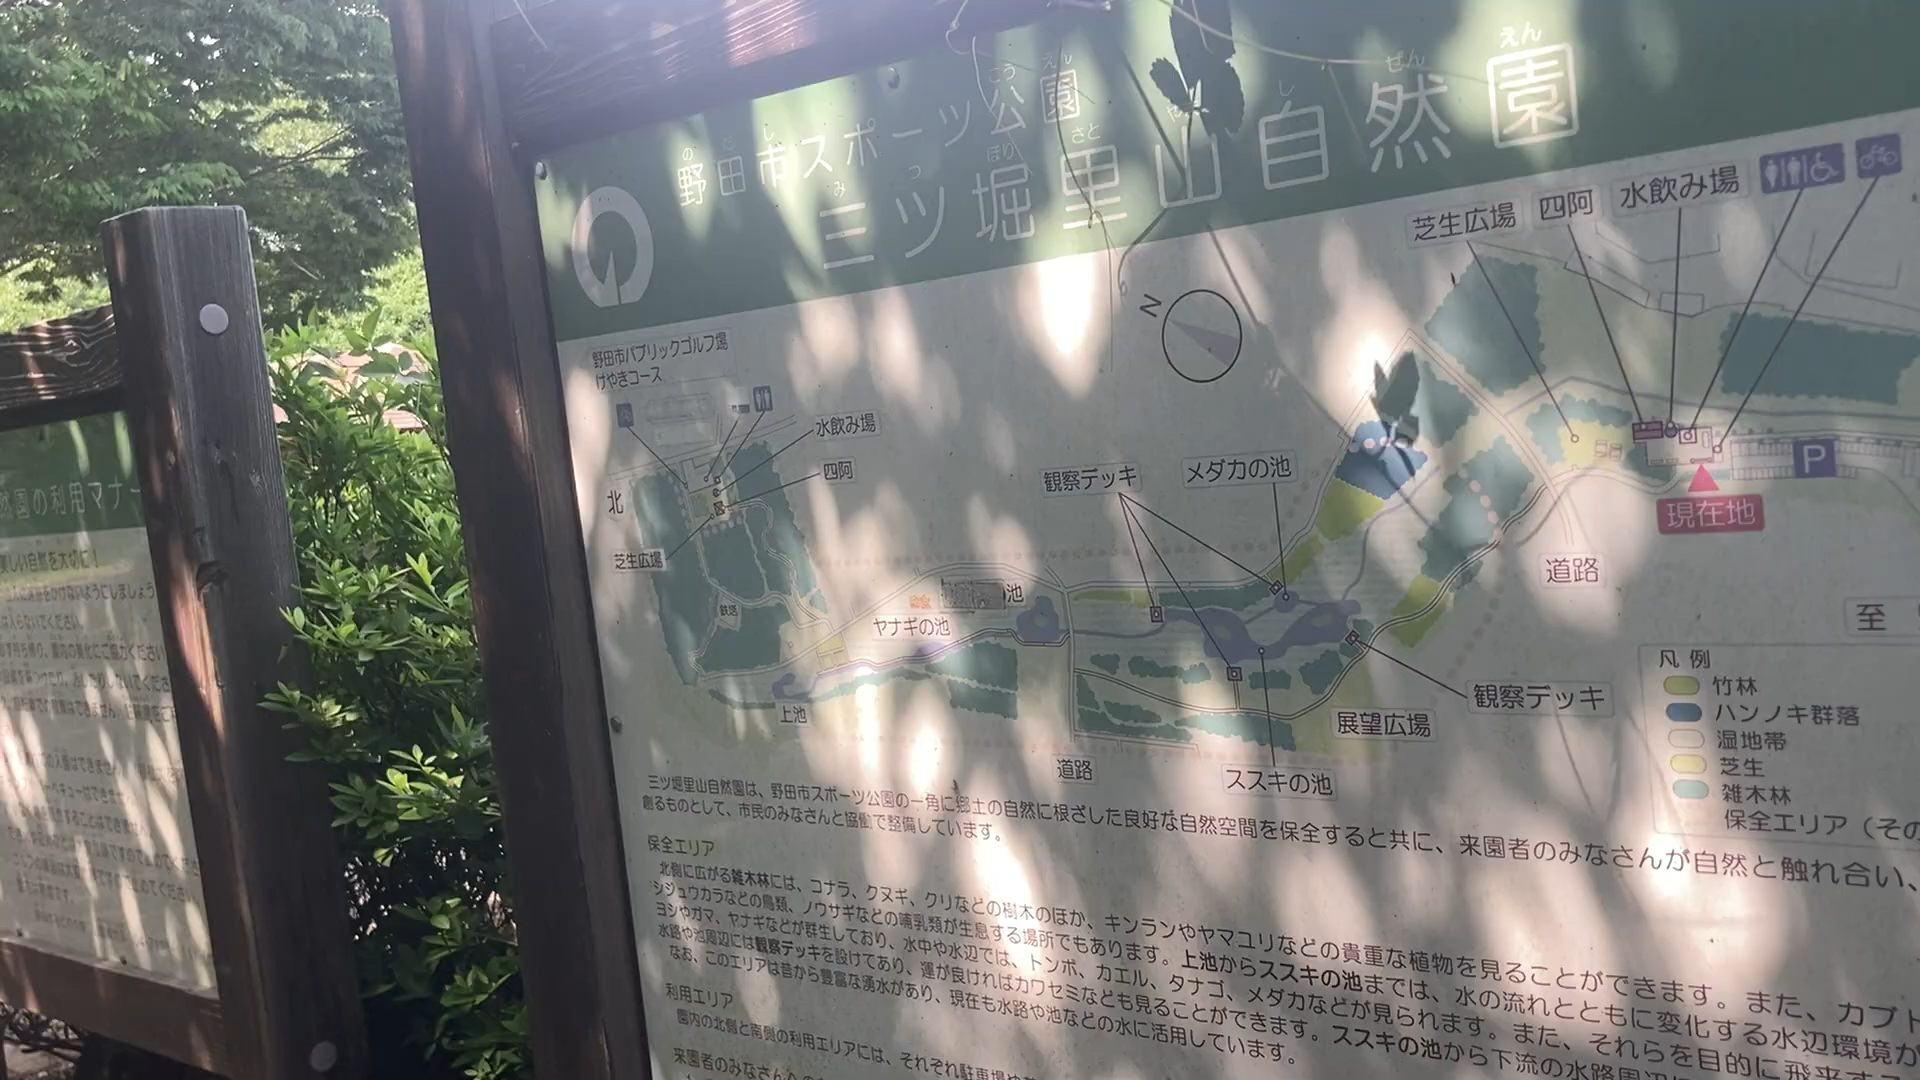 野田市スポーツ公園
三ツ堀里山自然園
芝生広場
四阿
水飲み場
野田市パブリックゴルフ場
けやきコース
水飲み場
四阿
北
芝生広場
鉄塔
N
観察デッキ
メダカの池
P
現在地
道路
池
ヤナギの池
上池
観察デッキ
展望広場
道路
ススキの池
至
凡例
竹林
ハンノキ群落
湿地帯
芝生
雑木林
保全エリア（その
三ツ堀里山自然園は、野田市スポーツ公園の一角に郷土の自然に根ざした良好な自然空間を保全すると共に、来園者のみなさんが自然と触れ合い、
創るものとして、市民のみなさんと協働で整備しています。
保全エリア
北側に広がる雑木林には、コナラ、クヌギ、クリなどの樹木のほか、キンランやヤマユリなどの貴重な植物を見ることができます。また、カブト
シジュウカラなどの鳥類、ノウサギなどの哺乳類が生息する場所でもあります。上池からススキの池までは、水の流れとともに変化する水辺環境が
ヨシやガマ、ヤナギなどが群生しており、水中や水辺では、トンボ、カエル、タナゴ、メダカなどが見られます。また、それらを目的に飛来する
水路や池周辺には観察デッキを設けてあり、運が良ければカワセミなども見ることができます。ススキの池から下流の水路周辺
なお、このエリアは昔から豊富な湧水があり、現在も水路や池などの水に活用しています。
利用エリア
園内の北側と南側の利用エリアには、それぞれ駐車場や
来園者のみなさんへの
然園の利用マナー
美しい自然を大切に！